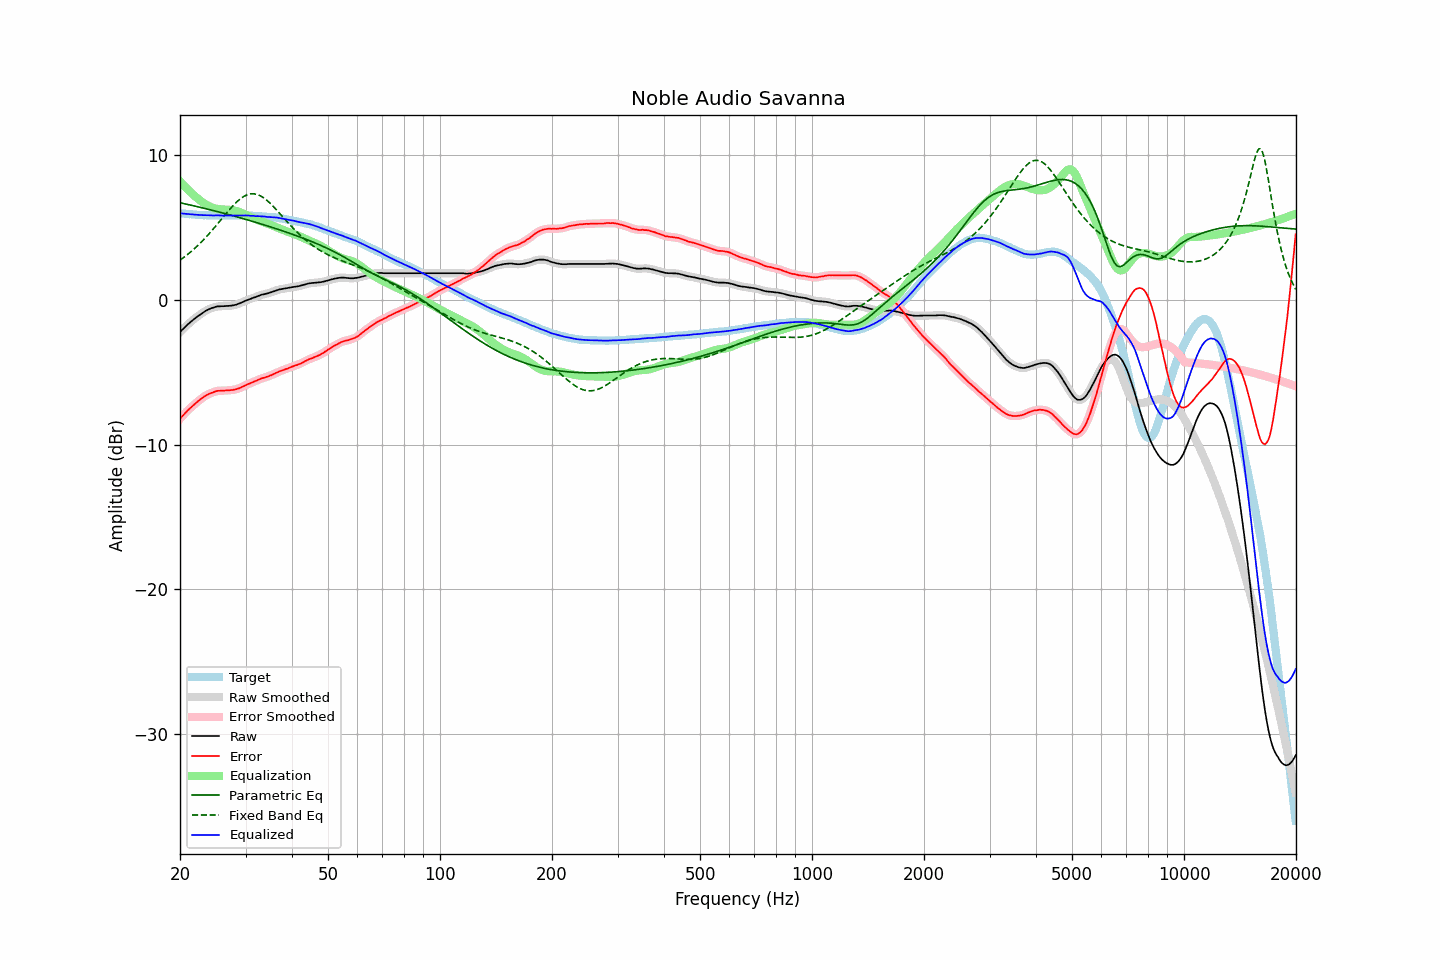 Noble Audio Savanna
10
0
−10
−20
−30
Amplitude (dBr)
Target
Raw Smoothed
Error Smoothed
Raw
Error
Equalization
Parametric Eq
Fixed Band Eq
Equalized
20 50 100 200 500 1000 2000 5000 10000 20000
Frequency (Hz)